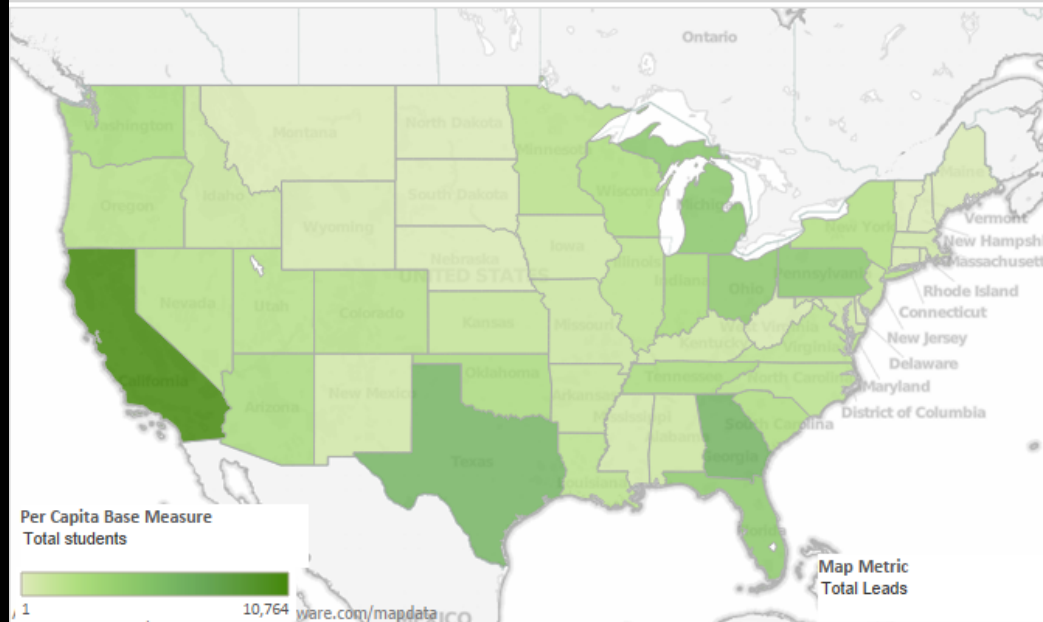 Ontario
Washington
Montana
North Dakota
Minnesota
Maine
Oregon
Idaho
South Dakota
Wisconsin
Michig
Vermont
Wyoming
New York
New Hampshi
Iowa
Nebraska
Massachusett
UNITED STATES
Illinois
Indiana
Ohio
Pennsylvania
Rhode Island
Nevada
Utah
Colorado
Connecticut
Kansas
Missouri
West Virginia
New Jersey
Kentucky
Virginia
Delaware
California
Oklahoma
Tennessee
North Carolina
Maryland
Arizona
New Mexico
Arkansas
District of Columbia
Mississippi
Alabama
South Carolina
Georgia
Texas
Louisiana
Florida
Per Capita Base Measure
Total students
1
10,764
ware.com/mapdata
MEXICO
Map Metric
Total Leads